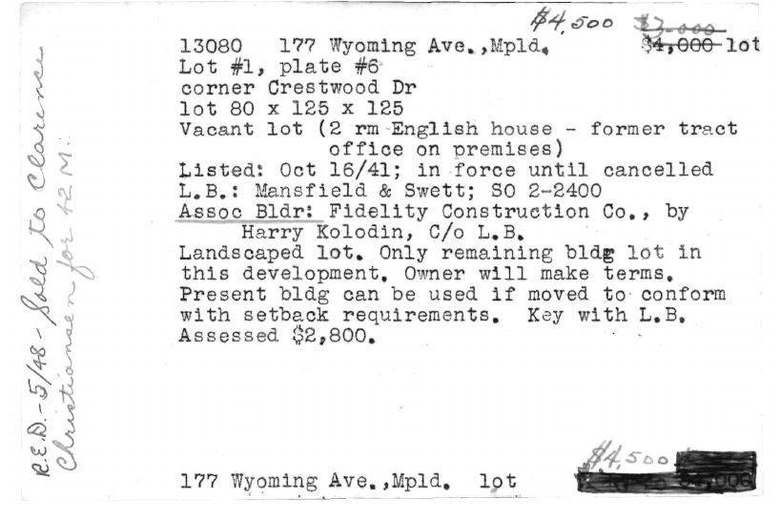 $4,500 $7,000
13080 177 Wyoming Ave.,Mpld. $4,000 lot
Lot #1, plate #6
corner Crestwood Dr
lot 80 x 125 x 125
Vacant lot (2 rm English house - former tract
office on premises)
Listed: Oct 16/41; in force until cancelled
L.B.: Mansfield & Swett; SO 2-2400
Assoc Bldr: Fidelity Construction Co., by
Harry Kolodin, C/o L.B.
Landscaped lot. Only remaining bldg lot in
this development. Owner will make terms.
Present bldg can be used if moved to conform
with setback requirements. Key with L.B.
Assessed $2,800.
$4,500
177 Wyoming Ave.,Mpld. lot
R.E.D.-5/48- Sold to Clarence
Christiansen for 42 M.